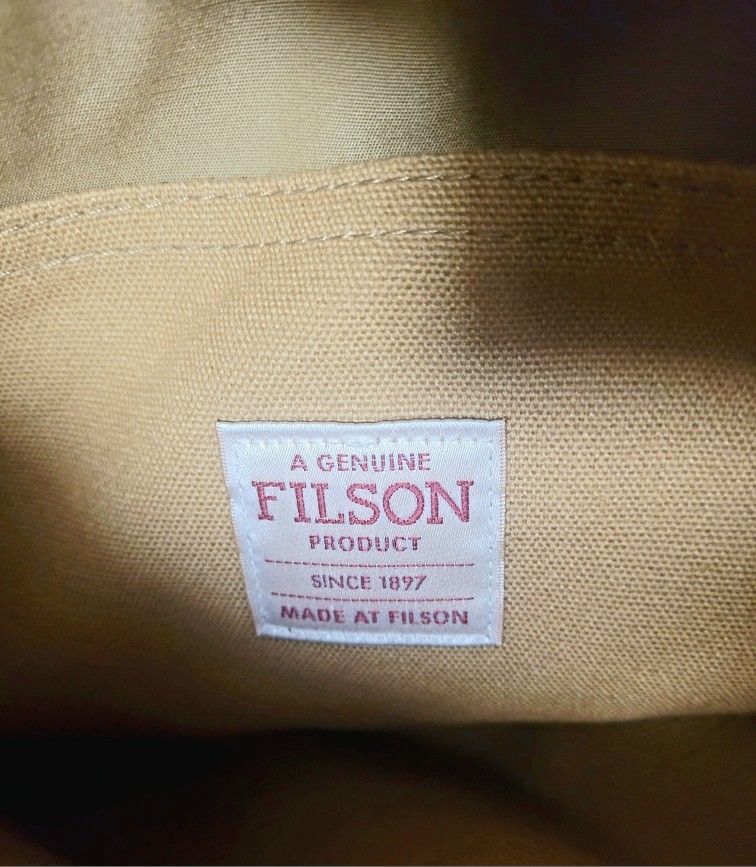 A GENUINE
FILSON
PRODUCT
SINCE 1897
MADE AT FILSON